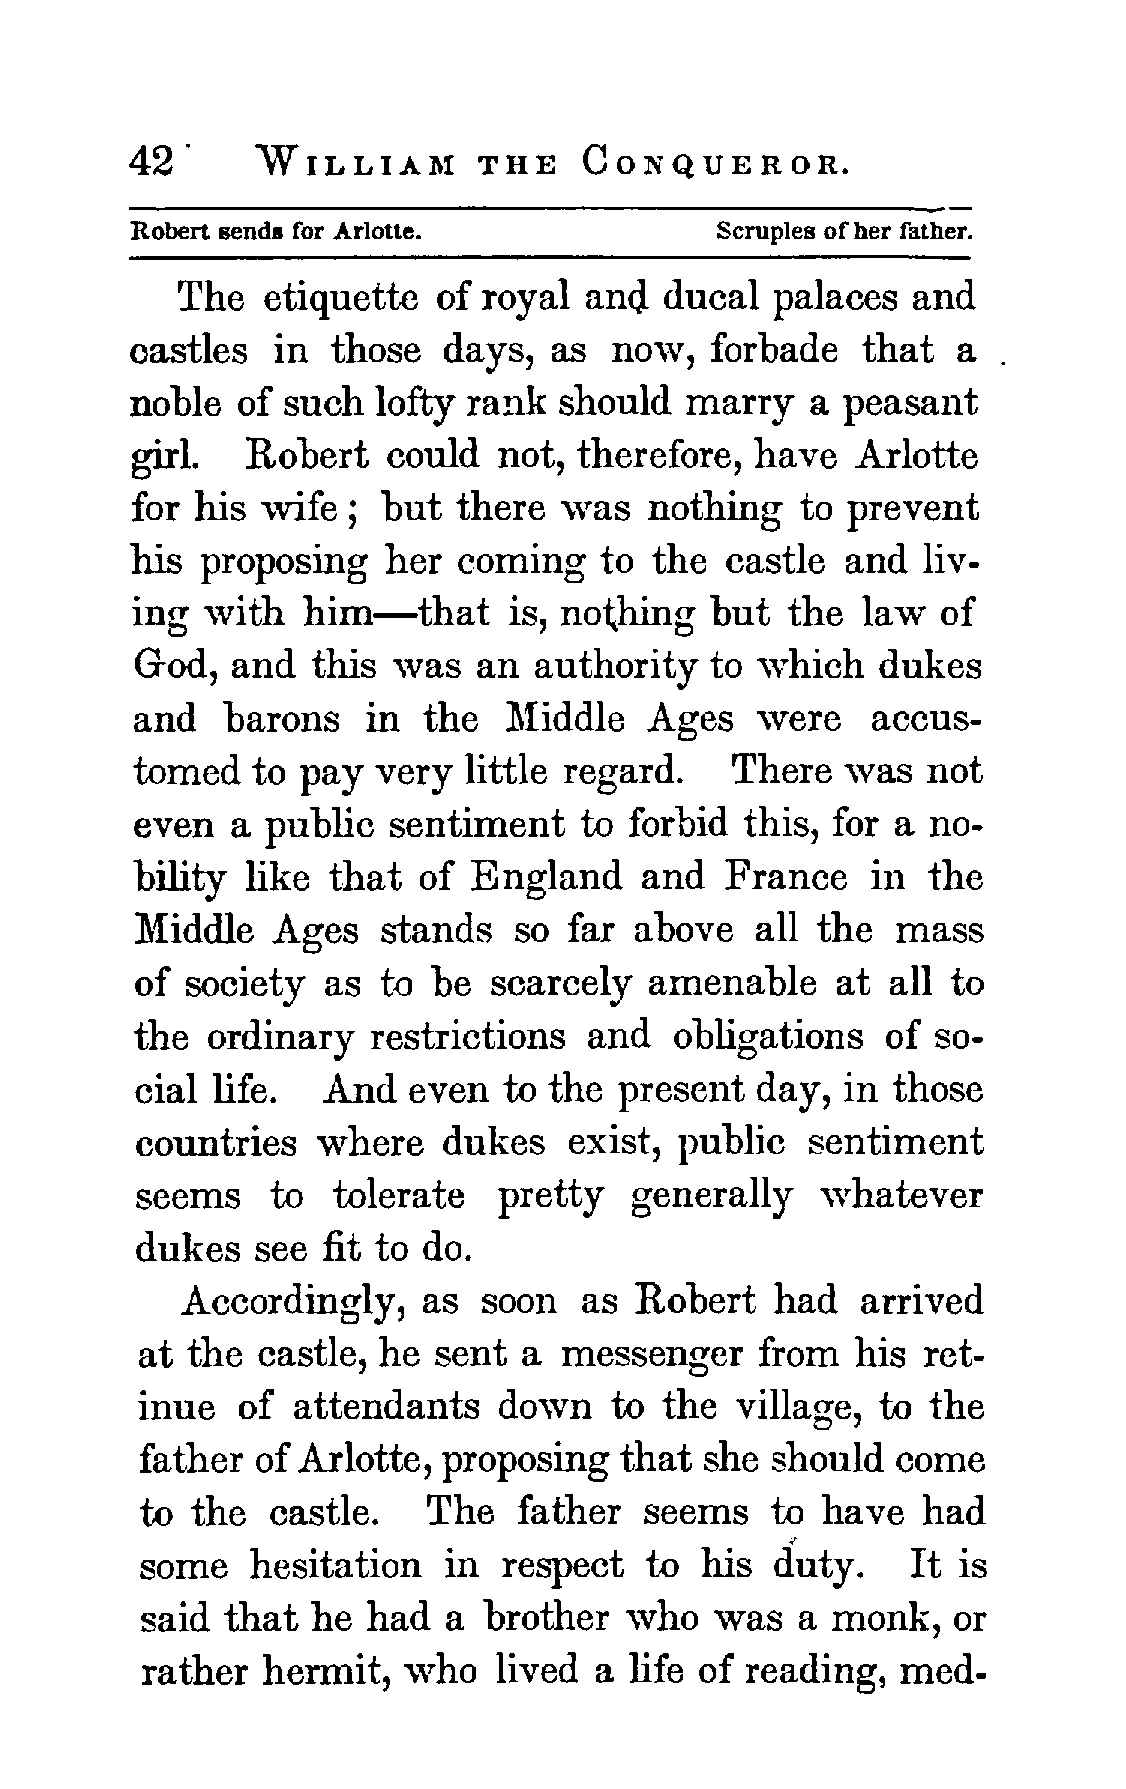 42 WILLIAM THE CONQUEROR.
Robert sends for Arlotte. Scruples of her father.
The etiquette of royal and ducal palaces and
castles in those days, as now, forbade that a
noble of such lofty rank should marry a peasant
girl. Robert could not, therefore, have Arlotte
for his wife; but there was nothing to prevent
his proposing her coming to the castle and liv-
ing with him—that is, nothing but the law of
God, and this was an authority to which dukes
and barons in the Middle Ages were accus-
tomed to pay very little regard. There was not
even a public sentiment to forbid this, for a no-
bility like that of England and France in the
Middle Ages stands so far above all the mass
of society as to be scarcely amenable at all to
the ordinary restrictions and obligations of so-
cial life. And even to the present day, in those
countries where dukes exist, public sentiment
seems to tolerate pretty generally whatever
dukes see fit to do.
Accordingly, as soon as Robert had arrived
at the castle, he sent a messenger from his ret-
inue of attendants down to the village, to the
father of Arlotte, proposing that she should come
to the castle. The father seems to have had
some hesitation in respect to his duty. It is
said that he had a brother who was a monk, or
rather hermit, who lived a life of reading, med-